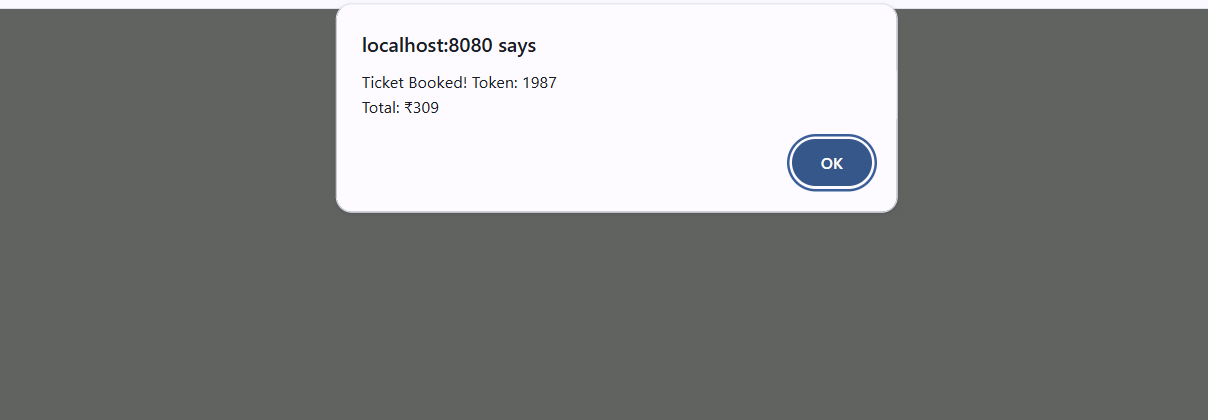 localhost:8080 says
Ticket Booked! Token: 1987
Total: ₹309
OK